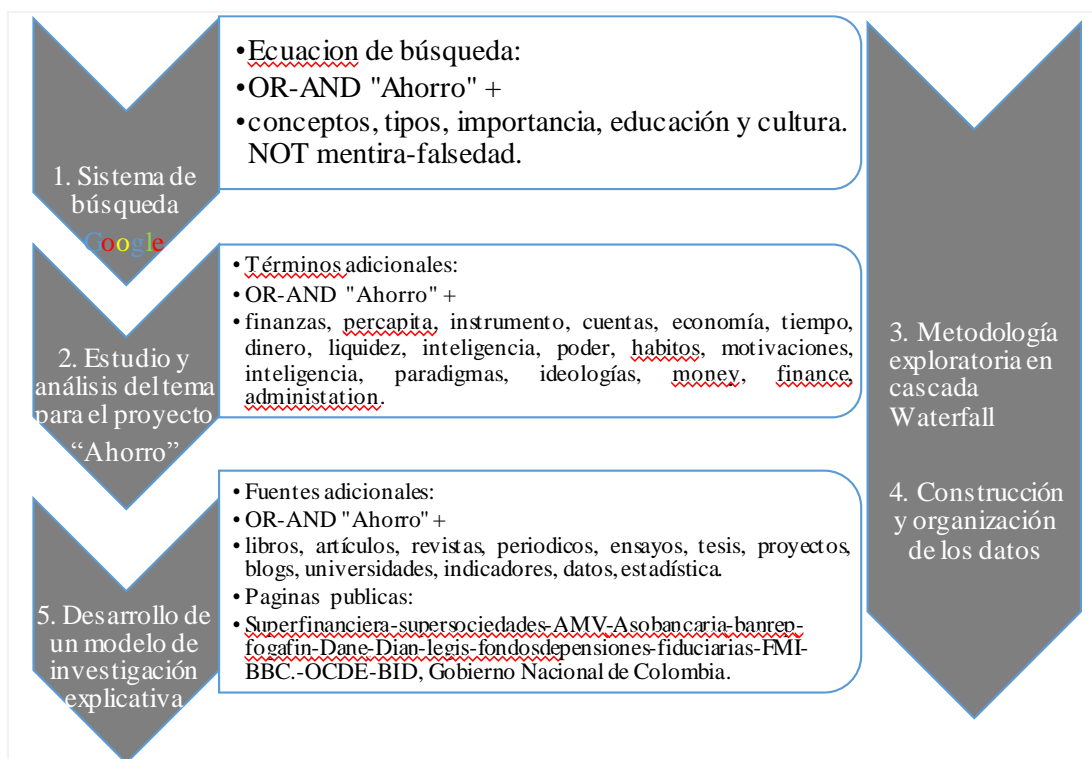 1. Sistema de
búsqueda
Google
•Ecuacion de búsqueda:
•OR-AND "Ahorro" +
•conceptos, tipos, importancia, educación y cultura.
NOT mentira-falsedad.
2. Estudio y
análisis del tema
para el proyecto
“Ahorro”
• Términos adicionales:
• OR-AND "Ahorro" +
• finanzas, percapita, instrumento, cuentas, economía, tiempo,
dinero, liquidez, inteligencia, poder, habitos, motivaciones,
inteligencia, paradigmas, ideologías, money, finance,
administation.
5. Desarrollo de
un modelo de
investigación
explicativa
• Fuentes adicionales:
• OR-AND "Ahorro" +
• libros, artículos, revistas, periodicos, ensayos, tesis, proyectos,
blogs, universidades, indicadores, datos, estadística.
• Paginas publicas:
• Superfinanciera-supersociedades-AMV-Asobancaria-banrep-
fogafin-Dane-Dian-legis-fondosdepensiones-fiduciarias-FMI-
BBC.-OCDE-BID, Gobierno Nacional de Colombia.
3. Metodología
exploratoria en
cascada
Waterfall
4. Construcción
y organización
de los datos